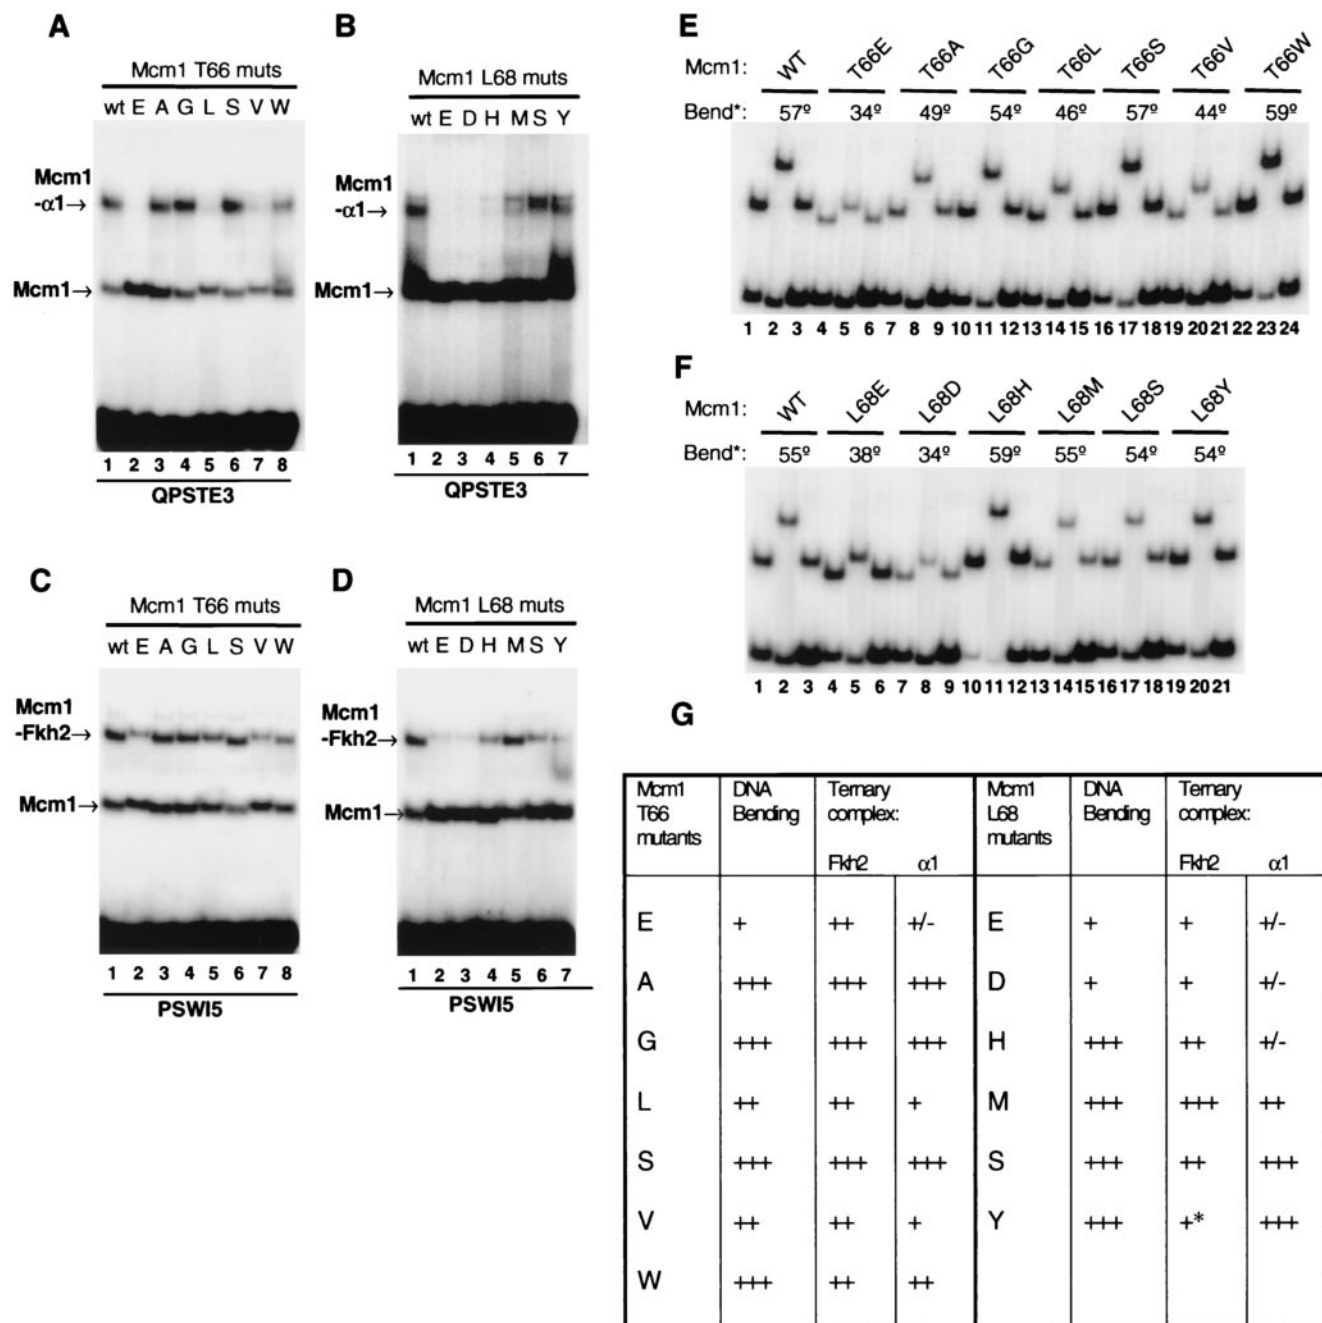 A
Mcm1 T66 muts
wt E A G L S V W
Mcm1
-α1→
Mcm1→
1 2 3 4 5 6 7 8
QPSTE3
B
Mcm1 L68 muts
wt E D H M S Y
Mcm1
-α1→
Mcm1→
1 2 3 4 5 6 7
QPSTE3
C
Mcm1 T66 muts
wt E A G L S V W
Mcm1
-Fkh2→
Mcm1→
1 2 3 4 5 6 7 8
PSWI5
D
Mcm1 L68 muts
wt E D H M S Y
Mcm1
-Fkh2→
Mcm1→
1 2 3 4 5 6 7
PSWI5
E
Mcm1: WT T66E T66A T66G T66L T66S T66V T66W
Bend*: 57º 34º 49º 54º 46º 57º 44º 59º
1 2 3 4 5 6 7 8 9 10 11 12 13 14 15 16 17 18 19 20 21 22 23 24
F
Mcm1: WT L68E L68D L68H L68M L68S L68Y
Bend*: 55º 38º 34º 59º 55º 54º 54º
1 2 3 4 5 6 7 8 9 10 11 12 13 14 15 16 17 18 19 20 21
G
Mcm1 DNA Ternary Mcm1 DNA Ternary
T66 Bending complex: L68 Bending complex:
mutants mutants
Fkh2 α1 Fkh2 α1
E + ++ +/- E + + +/-
A +++ +++ +++ D + + +/-
G +++ +++ +++ H +++ ++ +/-
L ++ ++ + M +++ +++ ++
S +++ +++ +++ S +++ ++ +++
V ++ ++ + Y +++ +* +++
W +++ ++ ++